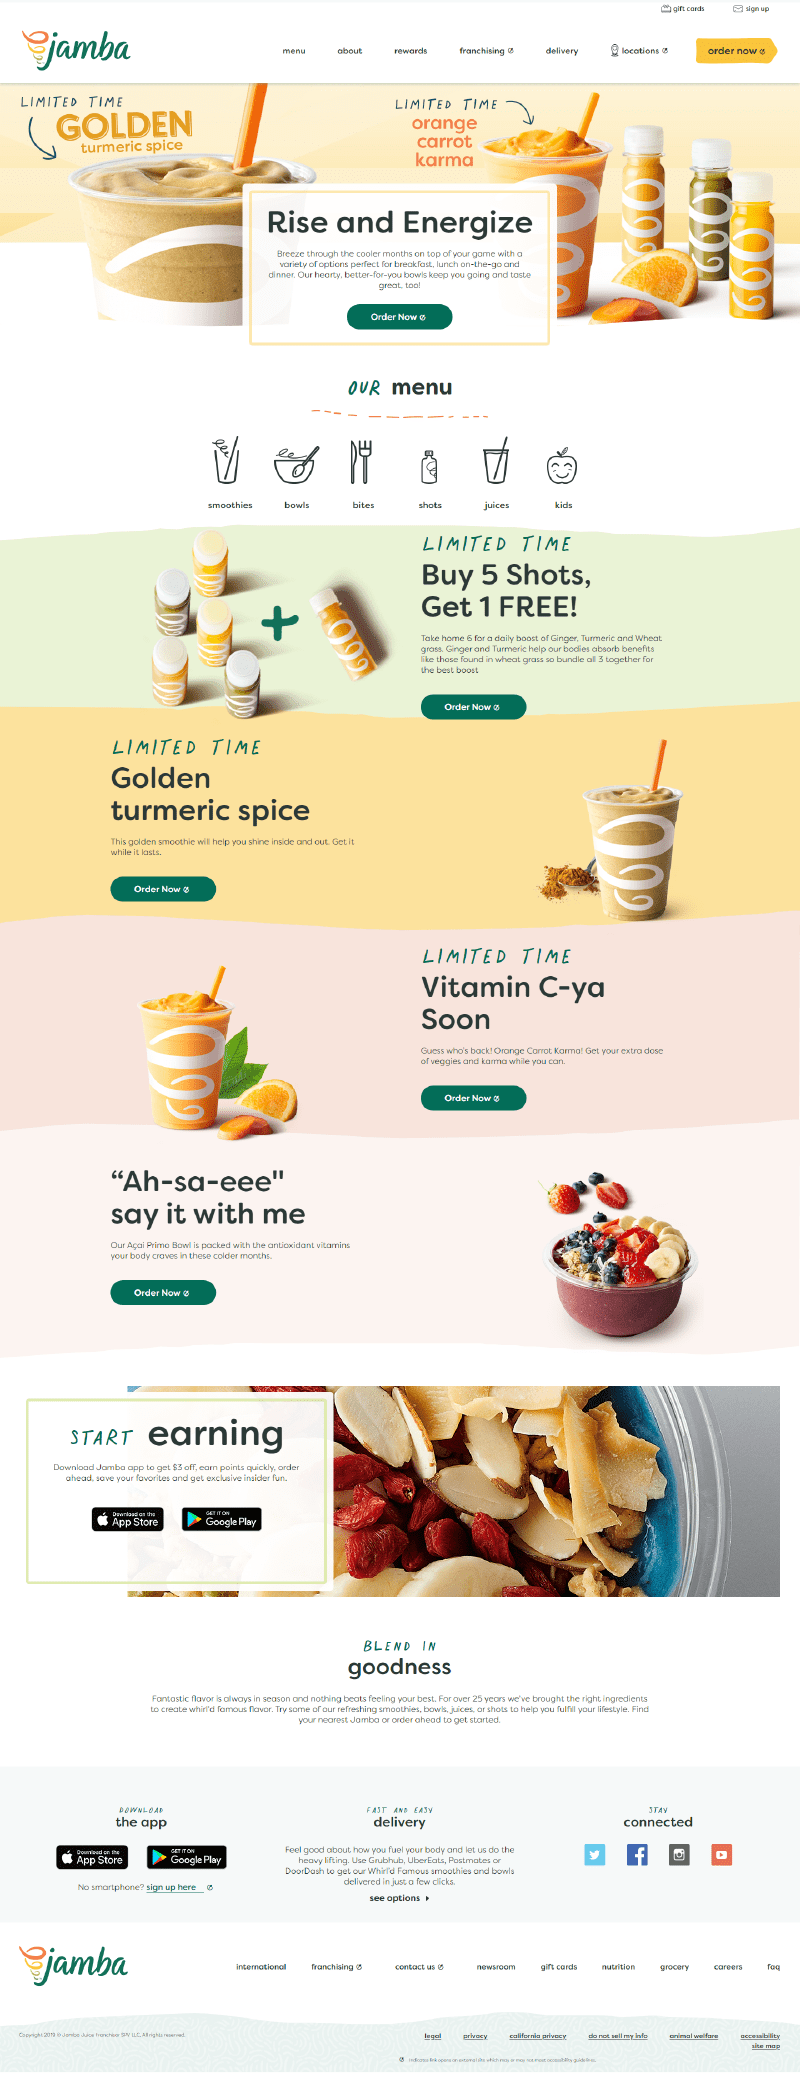 gift cards
sign up
jamba
menu
about
rewards
franchising
delivery
locations
order now
LIMITED TIME
GOLDEN
turmeric spice
LIMITED TIME
orange
carrot
karma
Rise and Energize
Breeze through the cooler months on top of your game with a
variety of options perfect for breakfast, lunch on-the-go and
dinner. Our hearty, better-for-you bowls keep you going and taste
great, too!
Order Now
OUR menu
smoothies
bowls
bites
shots
juices
kids
LIMITED TIME
Buy 5 Shots,
Get 1 FREE!
Take home 6 for a daily boost of Ginger, Turmeric and Wheat
grass. Ginger and Turmeric help our bodies absorb benefits
like those found in wheat grass so bundle all 3 together for
the best boost
Order Now
LIMITED TIME
Golden
turmeric spice
This golden smoothie will help you shine inside and out. Get it
while it lasts.
Order Now
LIMITED TIME
Vitamin C-ya
Soon
Guess who's back! Orange Carrot Karma! Get your extra dose
of veggies and karma while you can.
Order Now
“Ah-sa-eee"
say it with me
Our Açai Primo Bowl is packed with the antioxidant vitamins
your body craves in these colder months.
Order Now
START earning
Download Jamba app to get $3 off, earn points quickly, order
ahead, save your favorites and get exclusive insider fun.
Download on the
App Store
GET IT ON
Google Play
BLEND IN
goodness
Fantastic flavor is always in season and nothing beats feeling your best. For over 25 years we've brought the right ingredients
to create whirl'd famous flavor. Try some of our refreshing smoothies, bowls, juices, or shots to help you fulfill your lifestyle. Find
your nearest Jamba or order ahead to get started.
DOWNLOAD
the app
Download on the
App Store
GET IT ON
Google Play
No smartphone? sign up here
FAST AND EASY
delivery
Feel good about how you fuel your body and let us do the
heavy lifting. Use Grubhub, UberEats, Postmates or
DoorDash to get our Whirl'd Famous smoothies and bowls
delivered in just a few clicks.
see options
STAY
connected
jamba
international
franchising
contact us
newsroom
gift cards
nutrition
grocery
careers
faq
Copyright 2019 © Jamba Juice Franchisor SPV LLC. All rights reserved.
legal
privacy
california privacy
do not sell my info
animal welfare
accessibility
site map
indicates link opens an external site which may or may not meet accessibility guidelines.